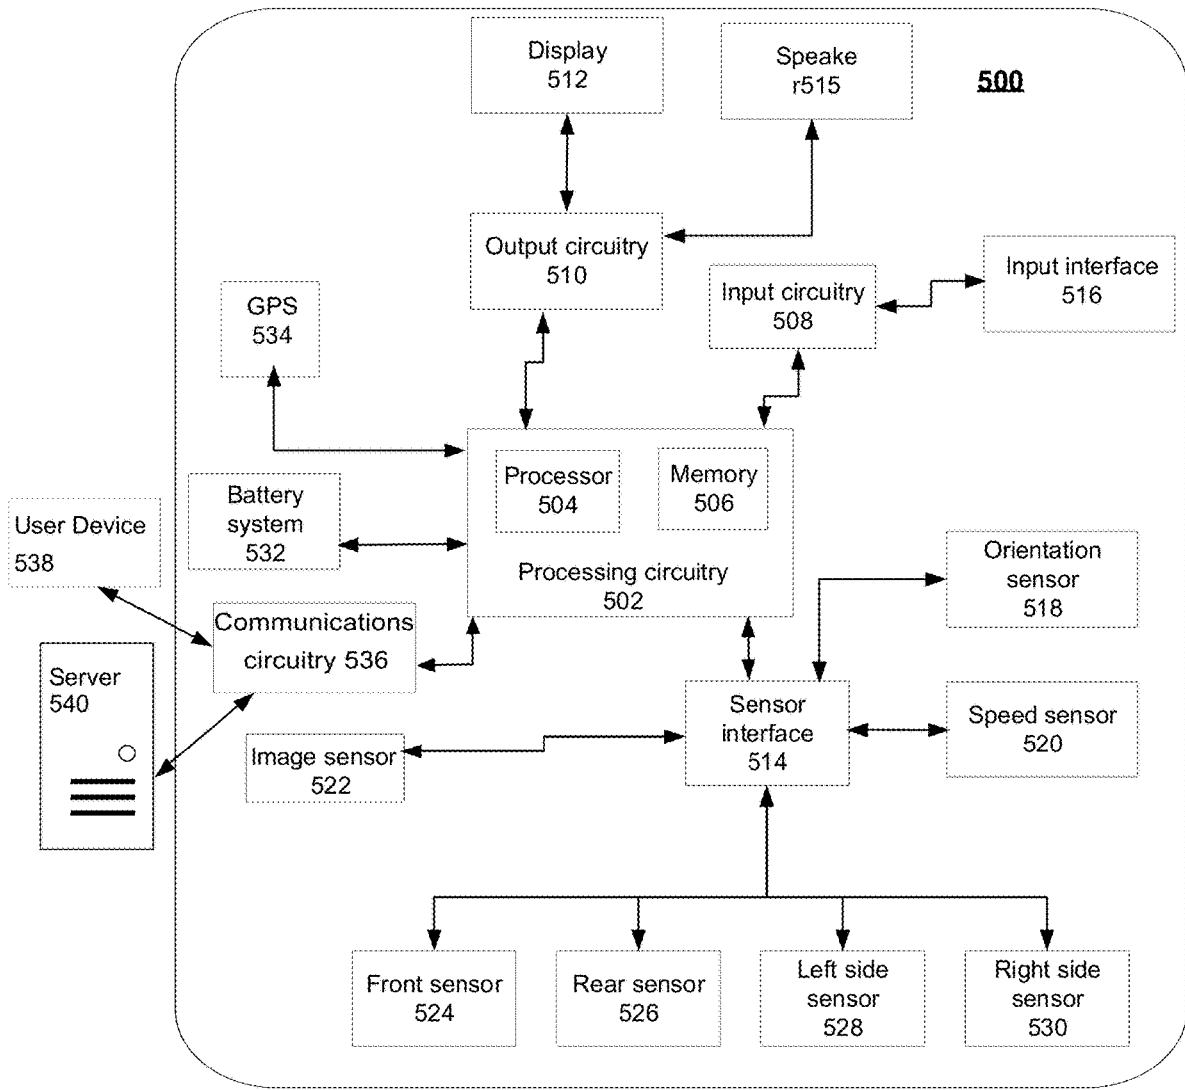 Display
512
Speake
r515
500
Output circuitry
510
Input circuitry
508
Input interface
516
GPS
534
Processor
504
Memory
506
Processing circuitry
502
Battery
system
532
User Device
538
Communications
circuitry 536
Server
540
Orientation
sensor
518
Sensor
interface
514
Speed sensor
520
Image sensor
522
Front sensor
524
Rear sensor
526
Left side
sensor
528
Right side
sensor
530